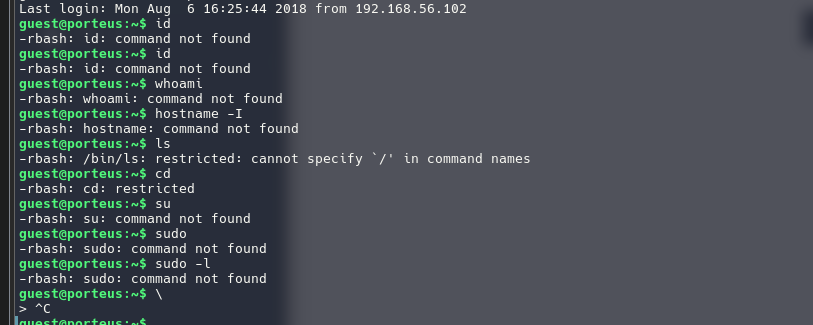 Last login: Mon Aug  6 16:25:44 2018 from 192.168.56.102
guest@porteus:~$ id
-rbash: id: command not found
guest@porteus:~$ id
-rbash: id: command not found
guest@porteus:~$ whoami
-rbash: whoami: command not found
guest@porteus:~$ hostname -I
-rbash: hostname: command not found
guest@porteus:~$ ls
-rbash: /bin/ls: restricted: cannot specify `/' in command names
guest@porteus:~$ cd
-rbash: cd: restricted
guest@porteus:~$ su
-rbash: su: command not found
guest@porteus:~$ sudo
-rbash: sudo: command not found
guest@porteus:~$ sudo -l
-rbash: sudo: command not found
guest@porteus:~$ \
> ^C
guest@porteus:~$